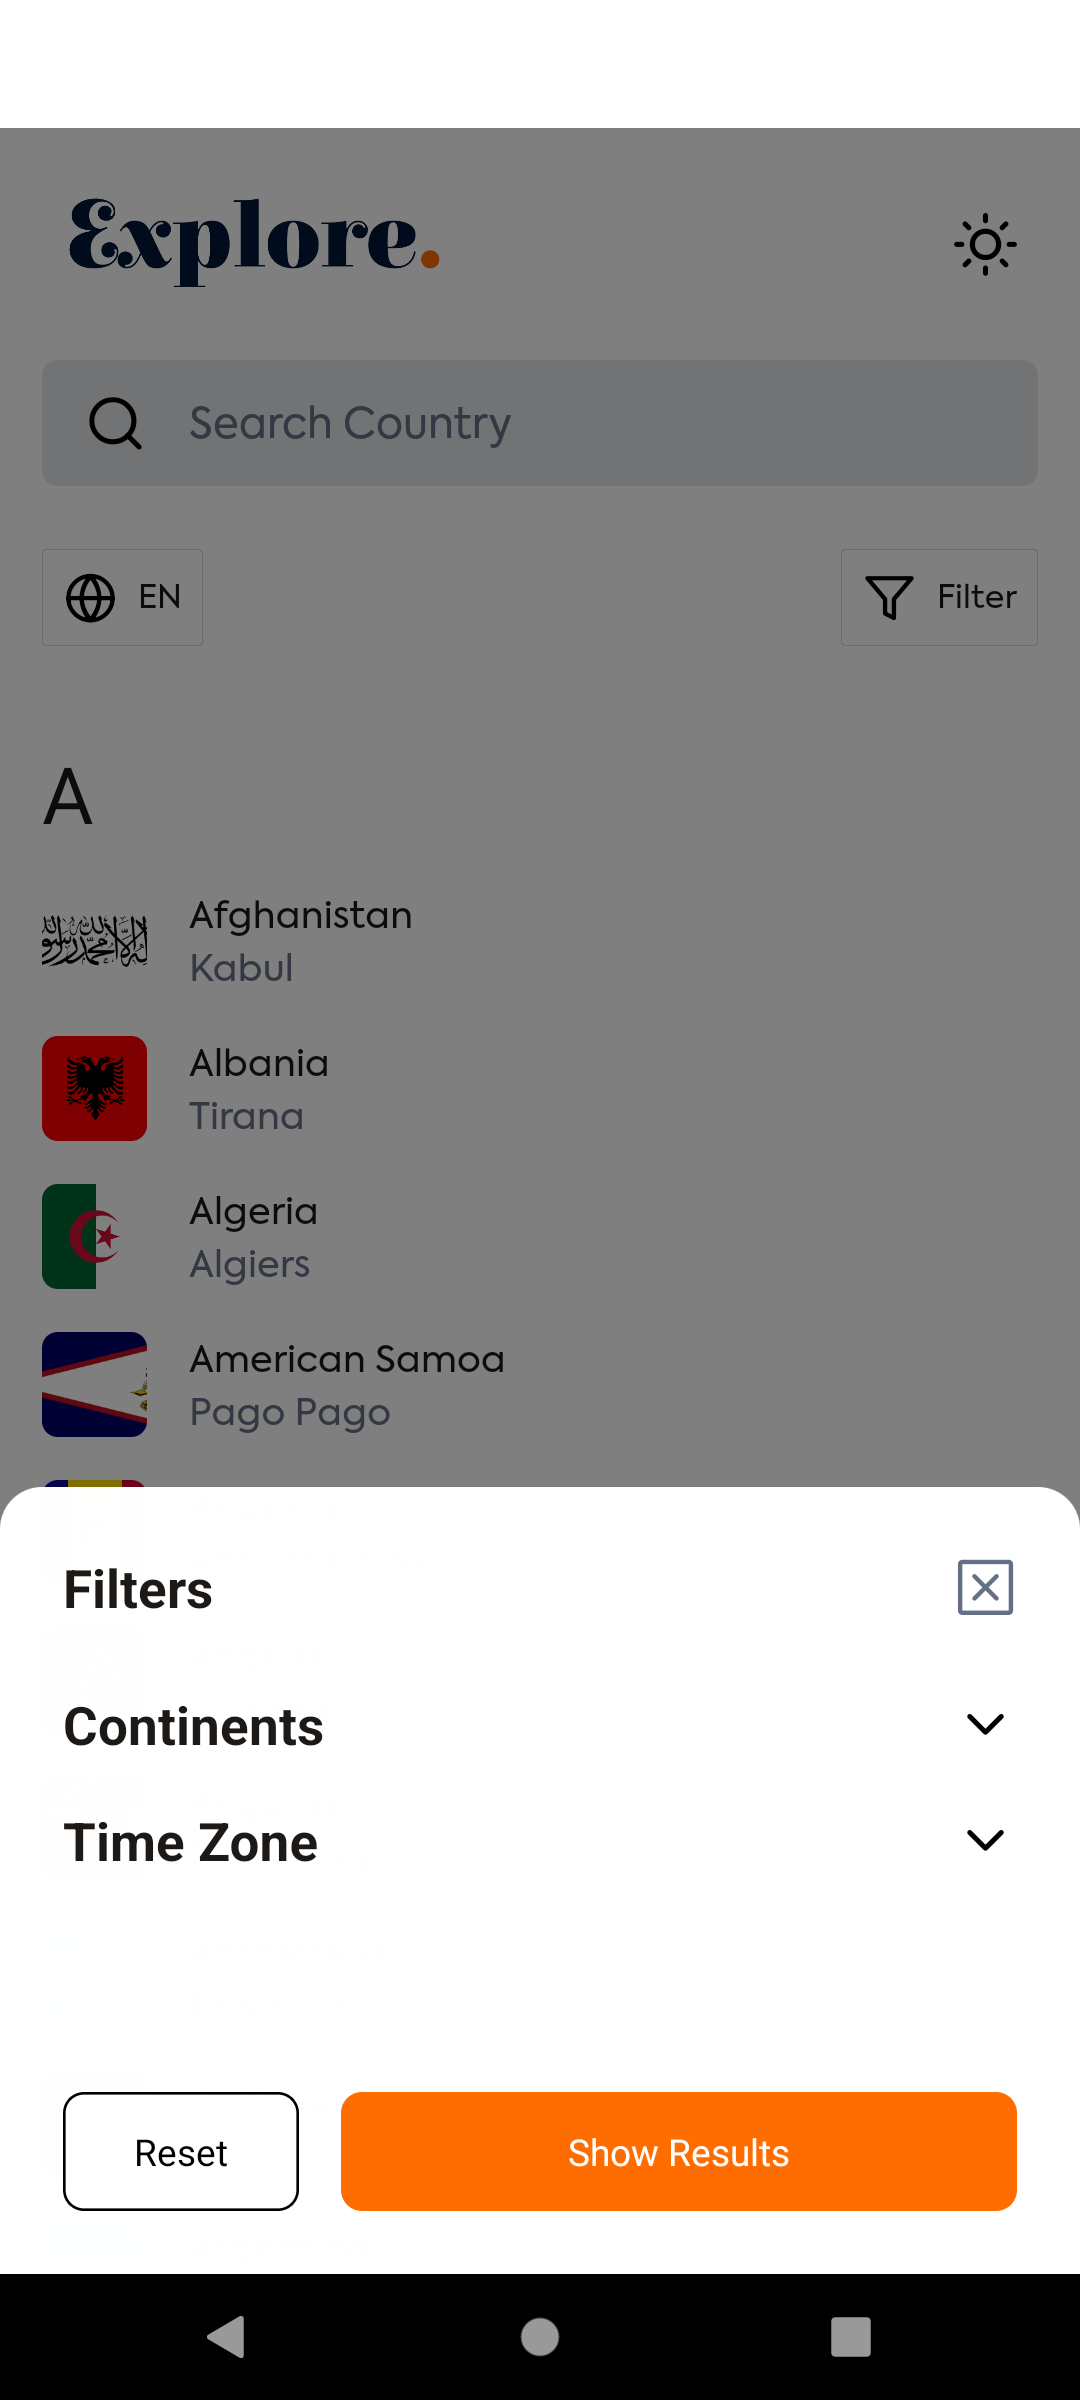 Explore.
Search Country
EN
Filter
A
Afghanistan
Kabul
Albania
Tirana
Algeria
Algiers
American Samoa
Pago Pago
Filters
Continents
Time Zone
Reset
Show Results